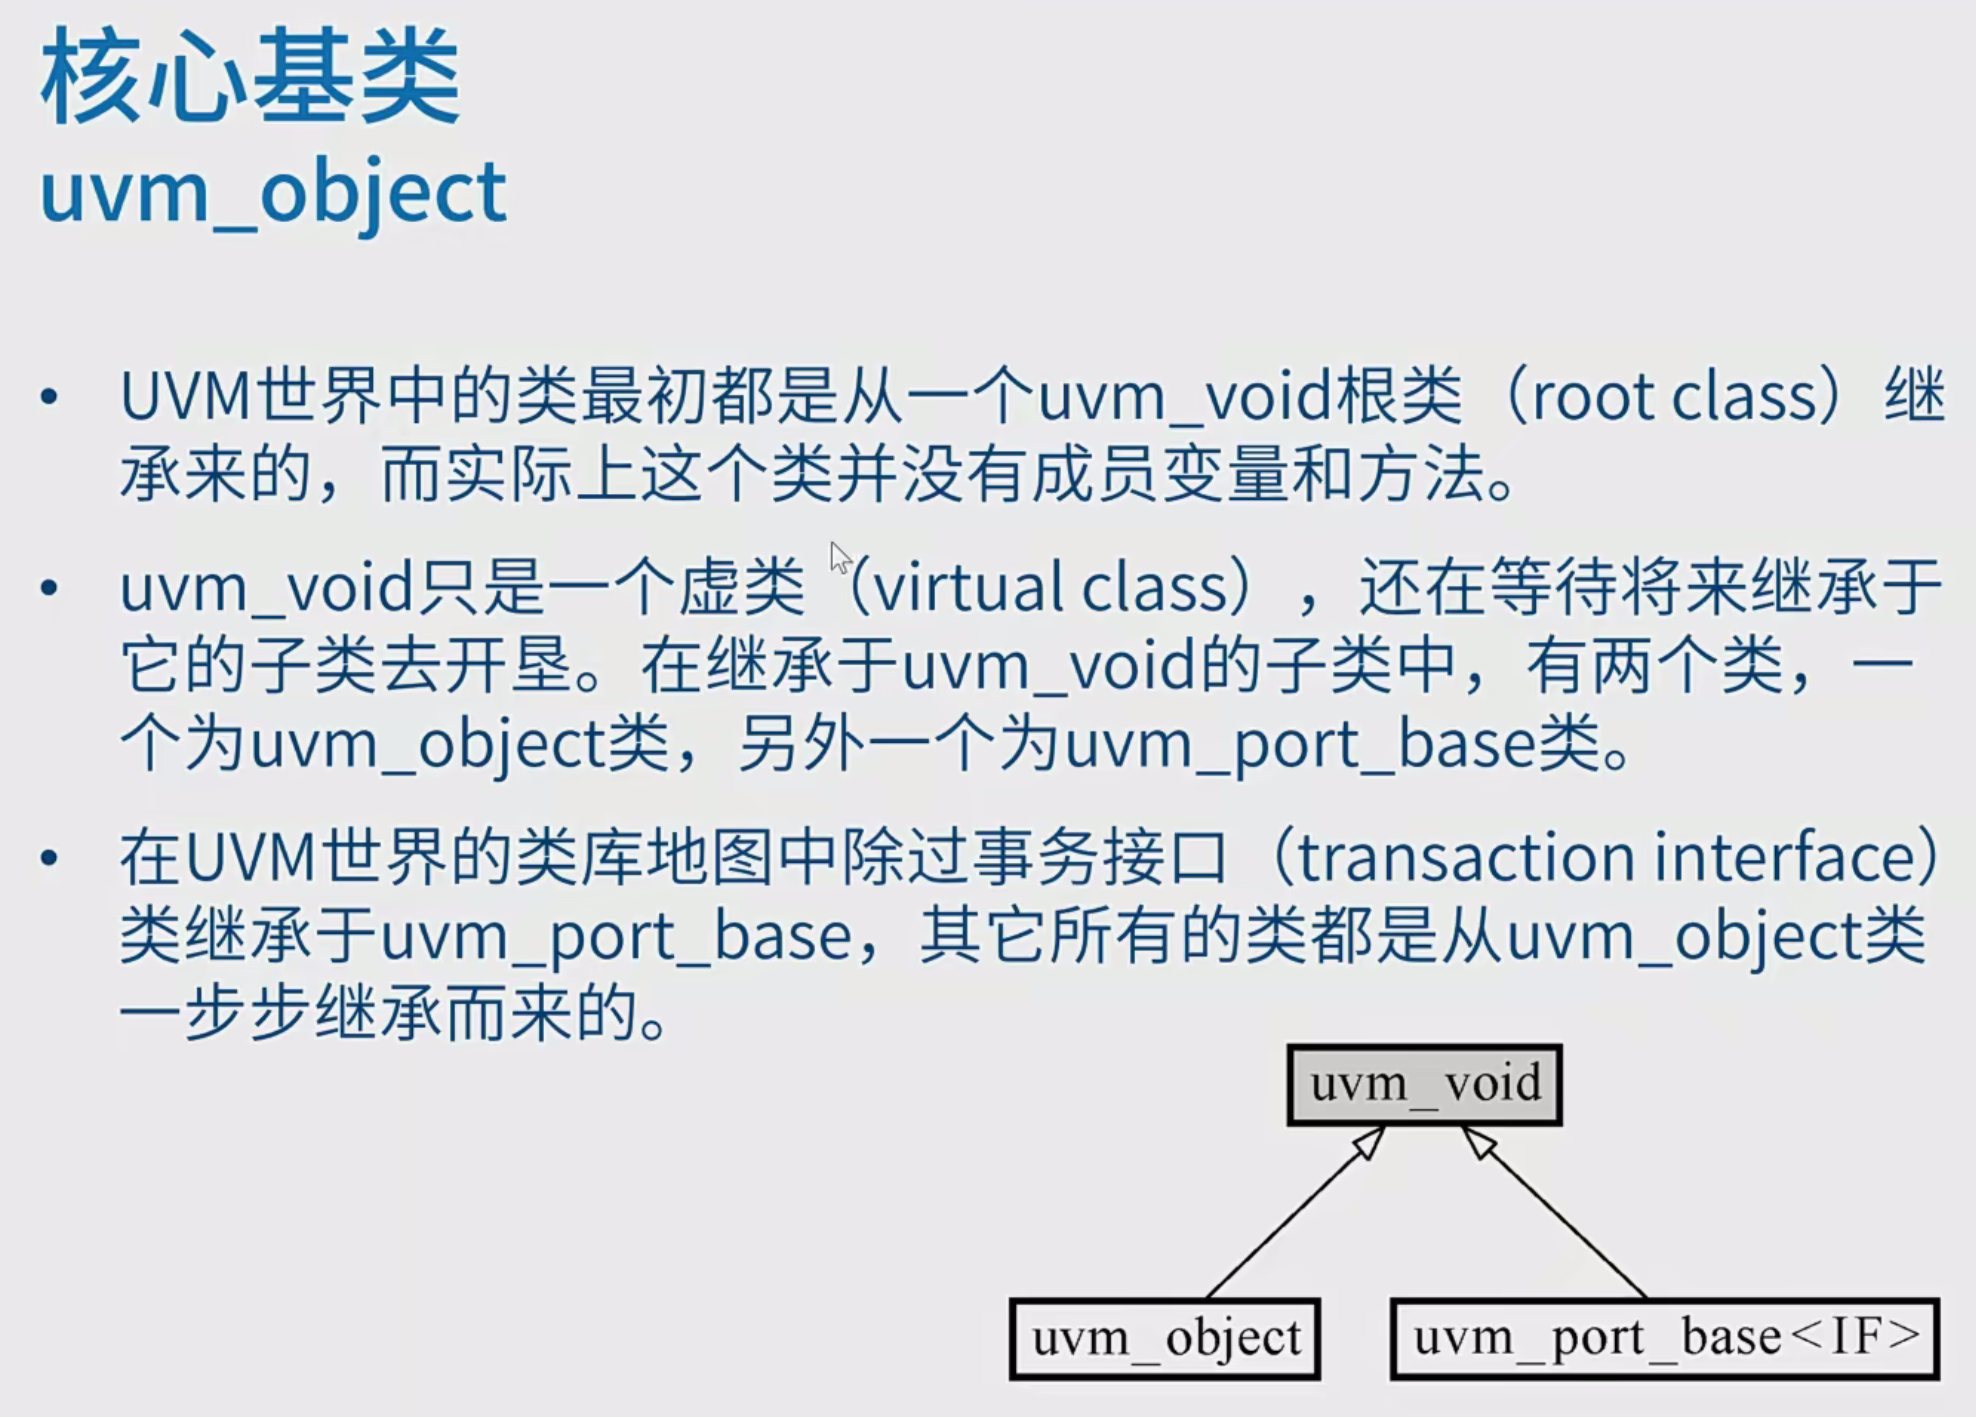 核心基类
uvm_object
• UVM世界中的类最初都是从一个uvm_void根类（root class）继
承来的，而实际上这个类并没有成员变量和方法。
• uvm_void只是一个虚类（virtual class），还在等待将来继承于
它的子类去开垦。在继承于uvm_void的子类中，有两个类，一
个为uvm_object类，另外一个为uvm_port_base类。
• 在UVM世界的类库地图中除过事务接口（transaction interface）
类继承于uvm_port_base，其它所有的类都是从uvm_object类
一步步继承而来的。
uvm_void
uvm_object
uvm_port_base<IF>